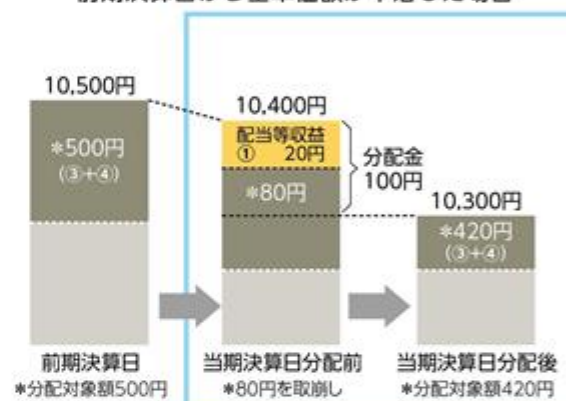 10,500円
*500円
(③+④)
10,400円
配当等収益
① 20円
*80円
分配金
100円
10,300円
*420円
(③+④)
前期決算日
*分配対象額500円
当期決算日分配前
*80円を取崩し
当期決算日分配後
*分配対象額420円